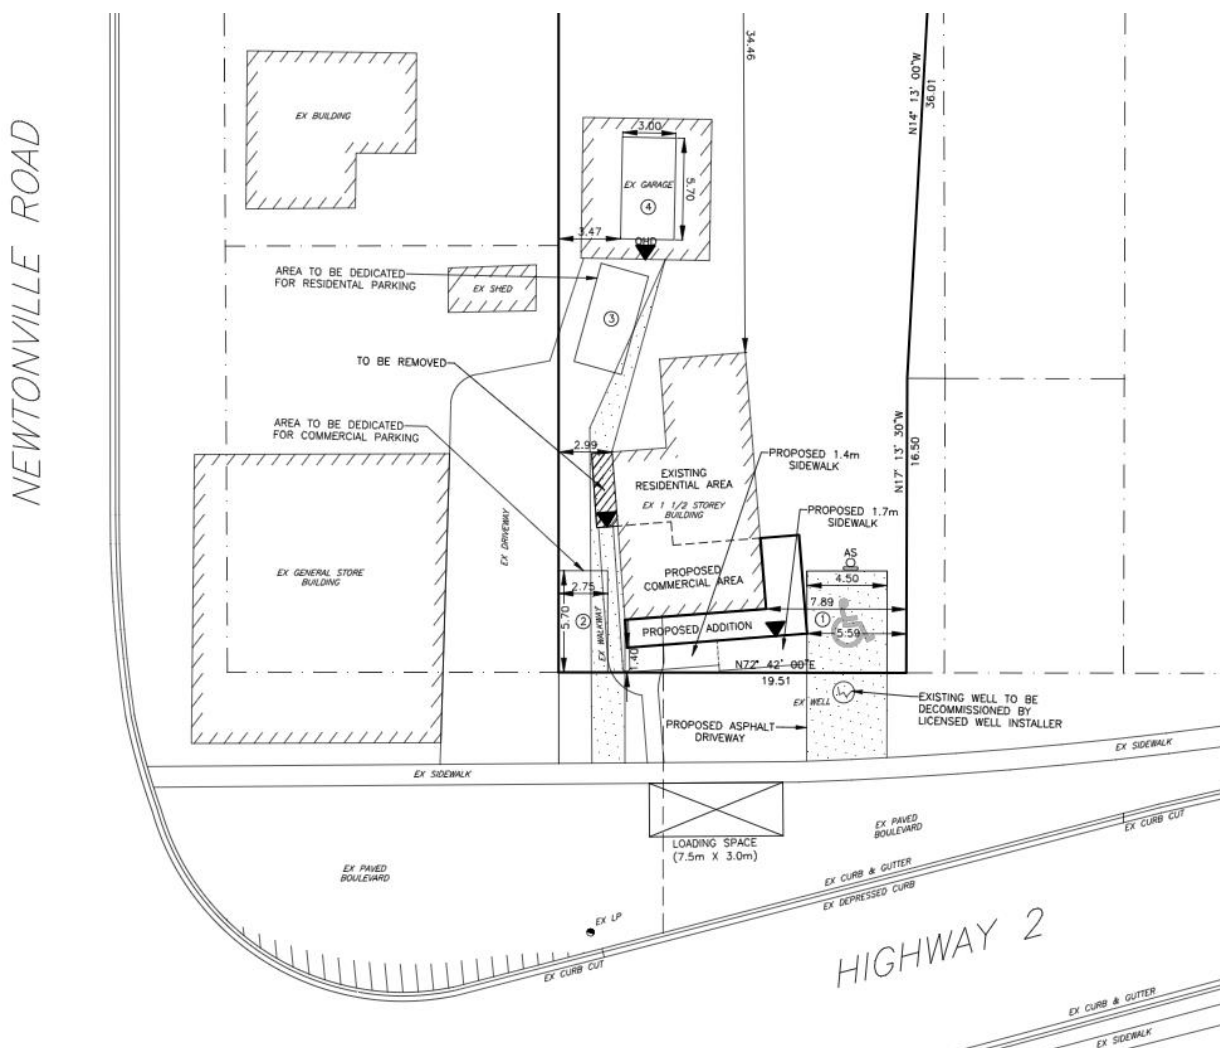 NEWTONVILLE ROAD
34.46
N14° 13' 00"W
36.01
EX BUILDING
3.00
5.70
EX GARAGE
4
3.47
OHD
AREA TO BE DEDICATED
FOR RESIDENTAL PARKING
EX SHED
3
TO BE REMOVED
AREA TO BE DEDICATED
FOR COMMERCIAL PARKING
2.99
N17° 13' 30"W
16.50
PROPOSED 1.4m
SIDEWALK
EXISTING
RESIDENTIAL AREA
EX 1 1/2 STOREY
BUILDING
PROPOSED 1.7m
SIDEWALK
EX DRIVEWAY
AS
EX GENERAL STORE
BUILDING
PROPOSED
COMMERCIAL AREA
4.50
2.75
5.70
2
EX WALKWAY
7.89
1
PROPOSED ADDITION
5.59
1.40
N72° 42' 00"E
19.51
EX WELL
EXISTING WELL TO BE
DECOMMISSIONED BY
LICENSED WELL INSTALLER
PROPOSED ASPHALT
DRIVEWAY
EX SIDEWALK
EX SIDEWALK
LOADING SPACE
(7.5m X 3.0m)
EX PAVED
BOULEVARD
EX CURB CUT
EX PAVED
BOULEVARD
EX CURB & GUTTER
EX DEPRESSED CURB
EX LP
EX CURB CUT
HIGHWAY 2
EX CURB & GUTTER
EX SIDEWALK